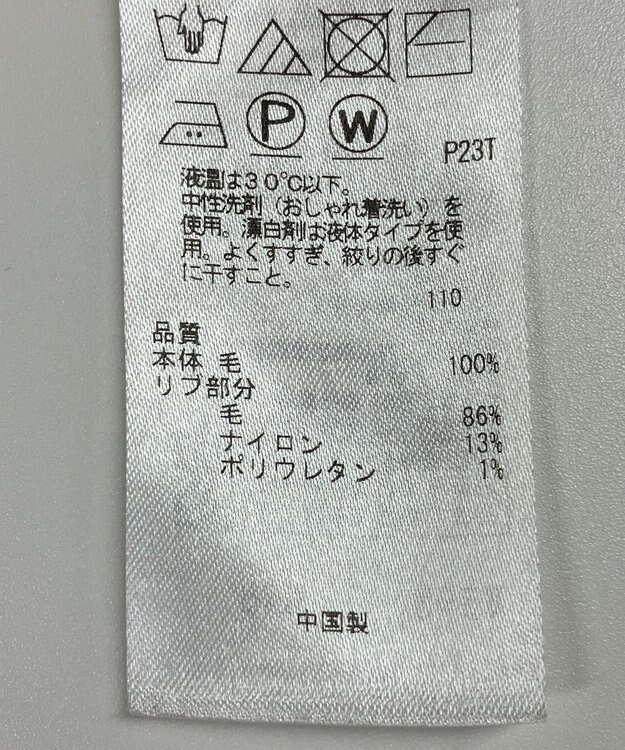 P W
P23T
液温は30℃以下。
中性洗剤（おしゃれ着洗い）を
使用。漂白剤は液体タイプを使
用。よくすすぎ、絞りの後すぐ
に干すこと。
110
品質
本体 毛 100%
リブ部分
毛 86%
ナイロン 13%
ポリウレタン 1%
中国製